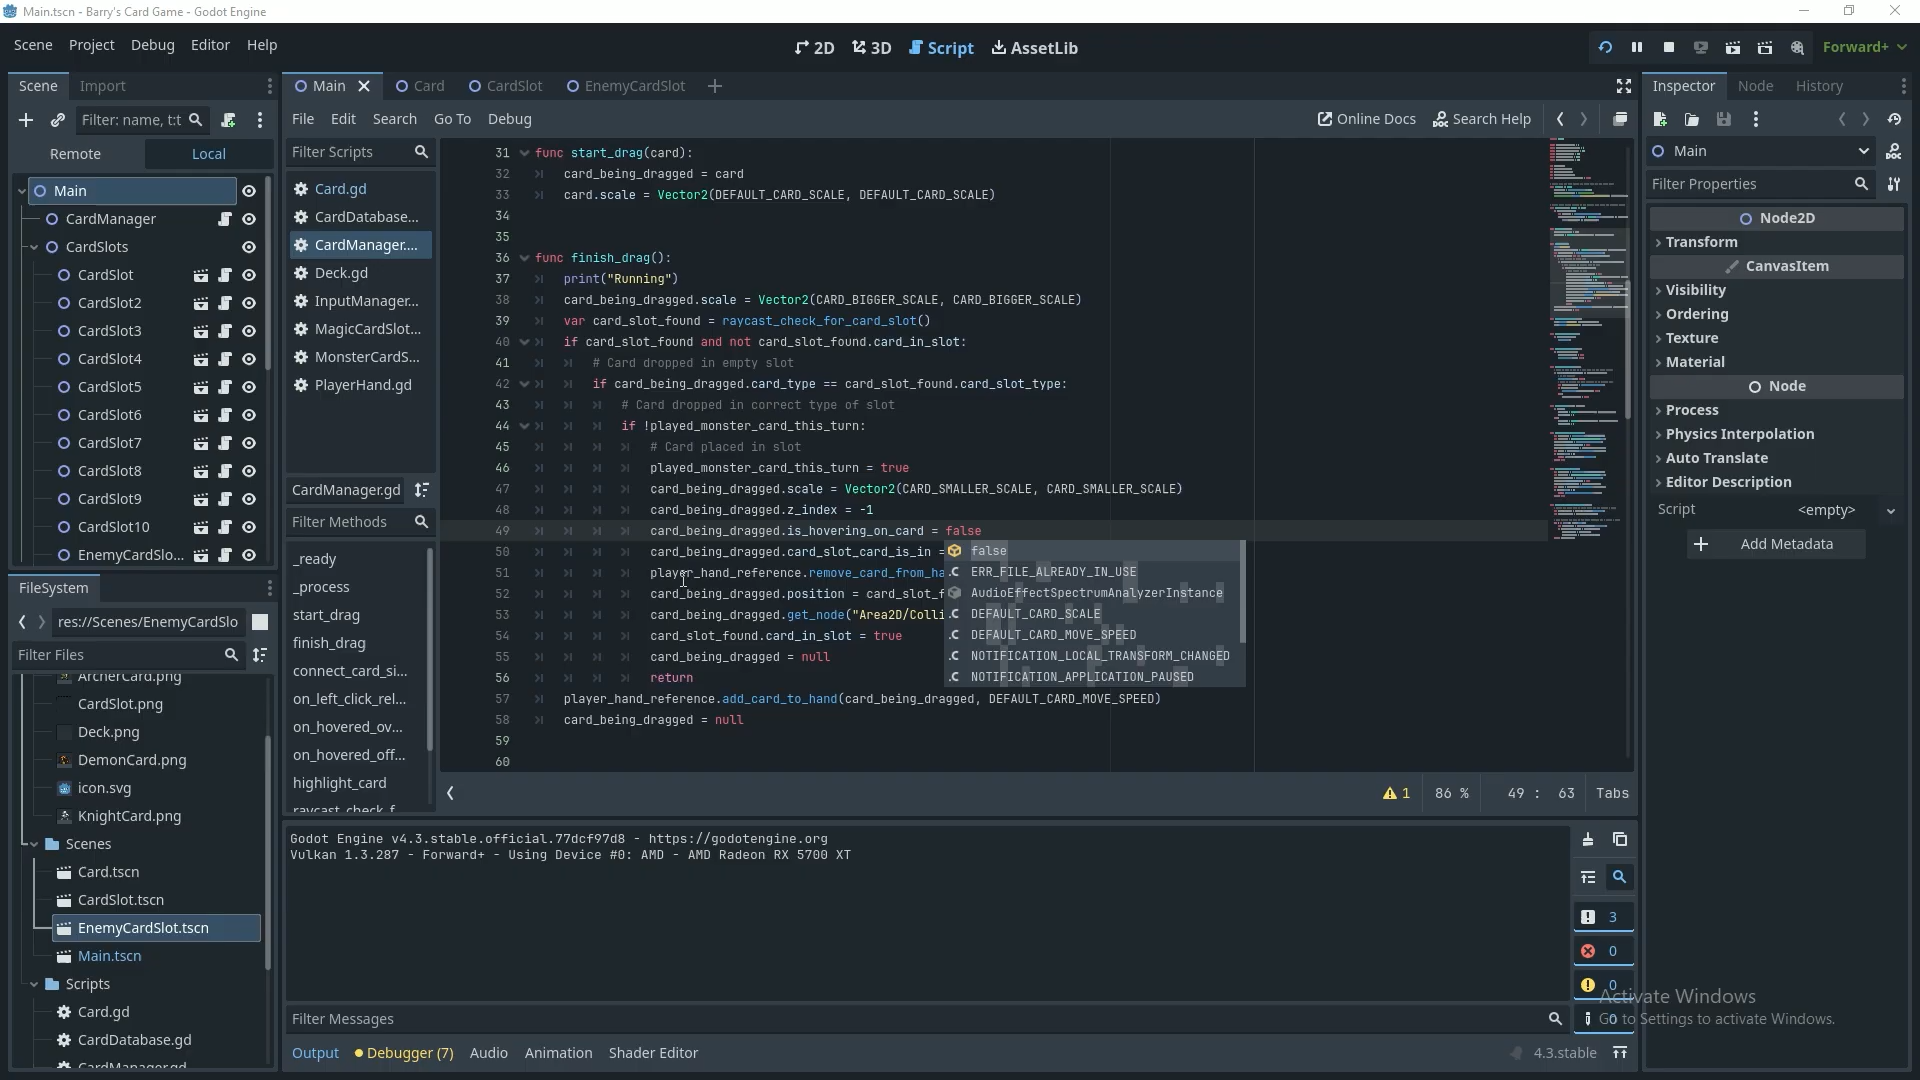 Main.tscn - Barry's Card Game - Godot Engine
Scene Project Debug Editor Help
2D 3D Script AssetLib
Forward+
Scene Import
Filter: name, t:t
Remote Local
Main
CardManager
CardSlots
CardSlot
CardSlot2
CardSlot3
CardSlot4
CardSlot5
CardSlot6
CardSlot7
CardSlot8
CardSlot9
CardSlot10
EnemyCardSlo...
FileSystem
res://Scenes/EnemyCardSlo
Filter Files
ArcherCard.png
CardSlot.png
Deck.png
DemonCard.png
icon.svg
KnightCard.png
Scenes
Card.tscn
CardSlot.tscn
EnemyCardSlot.tscn
Main.tscn
Scripts
Card.gd
CardDatabase.gd
CardManager.gd
Main Card CardSlot EnemyCardSlot
File Edit Search Go To Debug
Online Docs Search Help
Filter Scripts
Card.gd
CardDatabase...
CardManager....
Deck.gd
InputManager...
MagicCardSlot...
MonsterCardS...
PlayerHand.gd
CardManager.gd
Filter Methods
_ready
_process
start_drag
finish_drag
connect_card_si...
on_left_click_rel...
on_hovered_ov...
on_hovered_off...
highlight_card
raycast_check_f
31 func start_drag(card):
32 card_being_dragged = card
33 card.scale = Vector2(DEFAULT_CARD_SCALE, DEFAULT_CARD_SCALE)
34
35
36 func finish_drag():
37 print("Running")
38 card_being_dragged.scale = Vector2(CARD_BIGGER_SCALE, CARD_BIGGER_SCALE)
39 var card_slot_found = raycast_check_for_card_slot()
40 if card_slot_found and not card_slot_found.card_in_slot:
41 # Card dropped in empty slot
42 if card_being_dragged.card_type == card_slot_found.card_slot_type:
43 # Card dropped in correct type of slot
44 if !played_monster_card_this_turn:
45 # Card placed in slot
46 played_monster_card_this_turn = true
47 card_being_dragged.scale = Vector2(CARD_SMALLER_SCALE, CARD_SMALLER_SCALE)
48 card_being_dragged.z_index = -1
49 card_being_dragged.is_hovering_on_card = false
50 card_being_dragged.card_slot_card_is_in =
51 player_hand_reference.remove_card_from_ha
52 card_being_dragged.position = card_slot_f
53 card_being_dragged.get_node("Area2D/Colli
54 card_slot_found.card_in_slot = true
55 card_being_dragged = null
56 return
57 player_hand_reference.add_card_to_hand(card_being_dragged, DEFAULT_CARD_MOVE_SPEED)
58 card_being_dragged = null
59
60
false
ERR_FILE_ALREADY_IN_USE
AudioEffectSpectrumAnalyzerInstance
DEFAULT_CARD_SCALE
DEFAULT_CARD_MOVE_SPEED
NOTIFICATION_LOCAL_TRANSFORM_CHANGED
NOTIFICATION_APPLICATION_PAUSED
1 86 % 49 : 63 Tabs
Godot Engine v4.3.stable.official.77dcf97d8 - https://godotengine.org
Vulkan 1.3.287 - Forward+ - Using Device #0: AMD - AMD Radeon RX 5700 XT
3
0
0
0
Filter Messages
Output Debugger (7) Audio Animation Shader Editor
4.3.stable
Inspector Node History
Main
Filter Properties
Node2D
Transform
CanvasItem
Visibility
Ordering
Texture
Material
Node
Process
Physics Interpolation
Auto Translate
Editor Description
Script <empty>
Add Metadata
Activate Windows
Go to Settings to activate Windows.